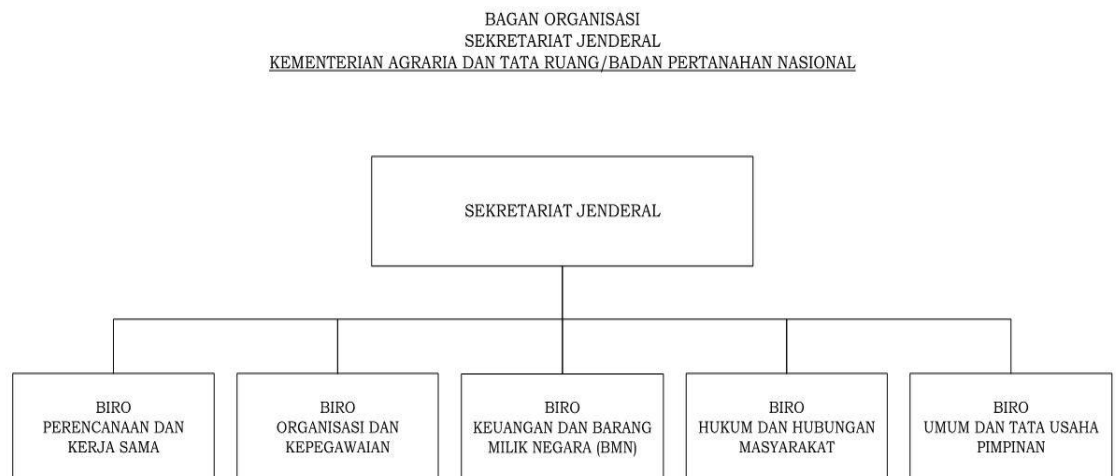 BAGAN ORGANISASI
SEKRETARIAT JENDERAL
KEMENTERIAN AGRARIA DAN TATA RUANG/BADAN PERTANAHAN NASIONAL
SEKRETARIAT JENDERAL
BIRO
PERENCANAAN DAN
KERJA SAMA
BIRO
ORGANISASI DAN
KEPEGAWAIAN
BIRO
KEUANGAN DAN BARANG
MILIK NEGARA (BMN)
BIRO
HUKUM DAN HUBUNGAN
MASYARAKAT
BIRO
UMUM DAN TATA USAHA
PIMPINAN